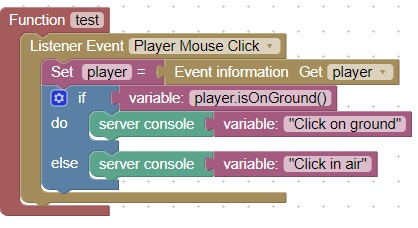 Function test
Listener Event Player Mouse Click
Set player = Event information Get player
if variable: player.isOnGround()
do server console variable: "Click on ground"
else server console variable: "Click in air"